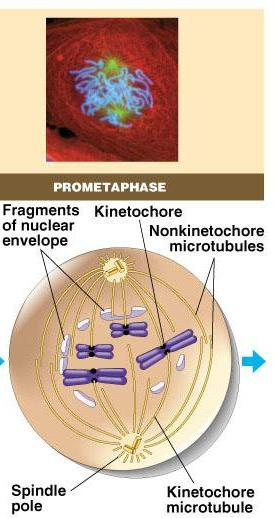 PROMETAPHASE
Fragments
of nuclear
envelope
Kinetochore
Nonkinetochore
microtubules
Spindle
pole
Kinetochore
microtubule